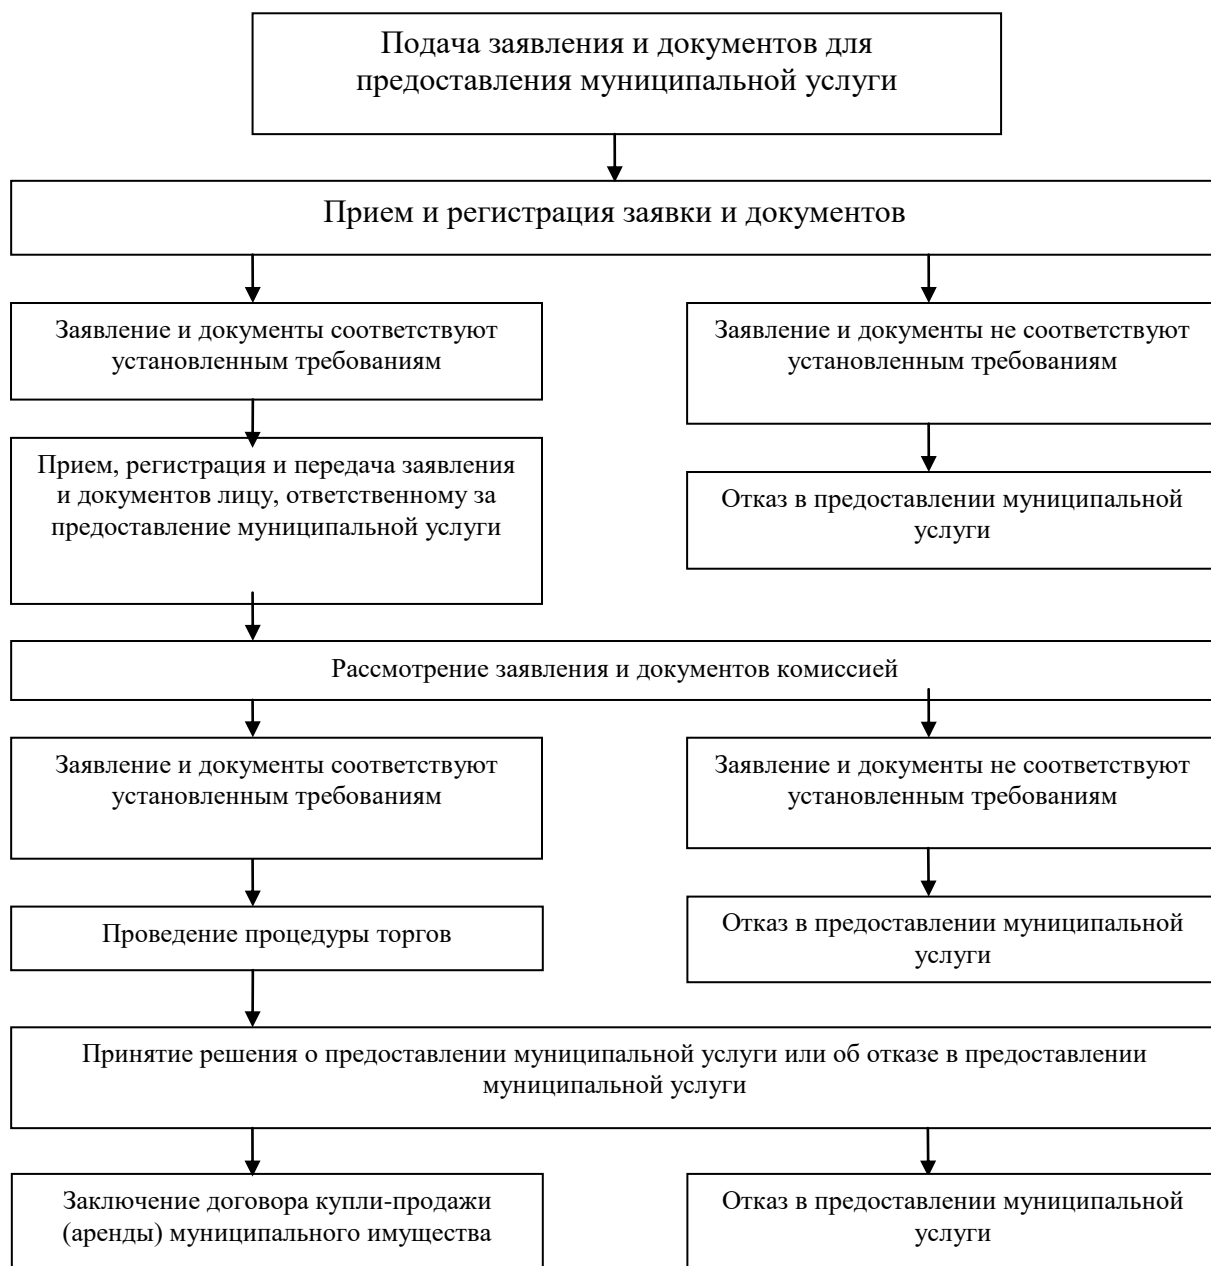 Подача заявления и документов для
предоставления муниципальной услуги
Прием и регистрация заявки и документов
Заявление и документы соответствуют
установленным требованиям
Заявление и документы не соответствуют
установленным требованиям
Прием, регистрация и передача заявления
и документов лицу, ответственному за
предоставление муниципальной услуги
Отказ в предоставлении муниципальной
услуги
Рассмотрение заявления и документов комиссией
Заявление и документы соответствуют
установленным требованиям
Заявление и документы не соответствуют
установленным требованиям
Проведение процедуры торгов
Отказ в предоставлении муниципальной
услуги
Принятие решения о предоставлении муниципальной услуги или об отказе в предоставлении
муниципальной услуги
Заключение договора купли-продажи
(аренды) муниципального имущества
Отказ в предоставлении муниципальной
услуги